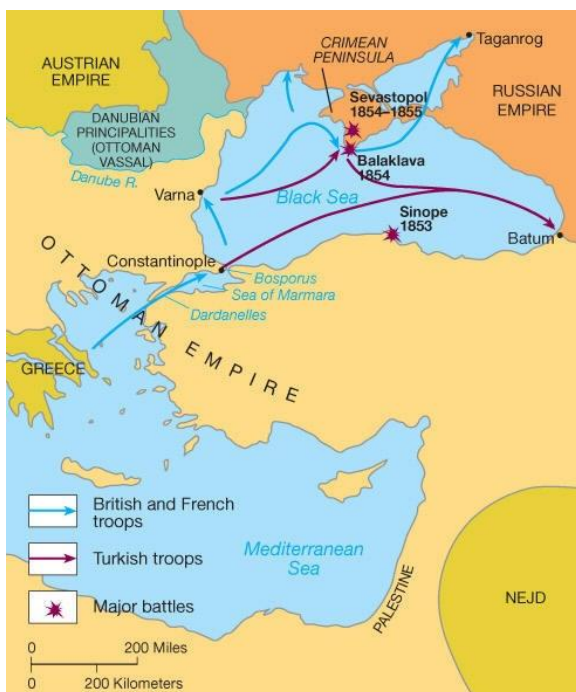 AUSTRIAN
EMPIRE
CRIMEAN
PENINSULA
Taganrog
RUSSIAN
EMPIRE
Sevastopol
1854–1855
DANUBIAN
PRINCIPALITIES
(OTTOMAN
VASSAL)
Danube R.
Balaklava
1854
Varna
Black Sea
Sinope
1853
Batum
Constantinople
Bosporus
Sea of Marmara
Dardanelles
OTTOMAN EMPIRE
GREECE
British and French
troops
Turkish troops
Major battles
Mediterranean
Sea
PALESTINE
NEJD
0 200 Miles
0 200 Kilometers